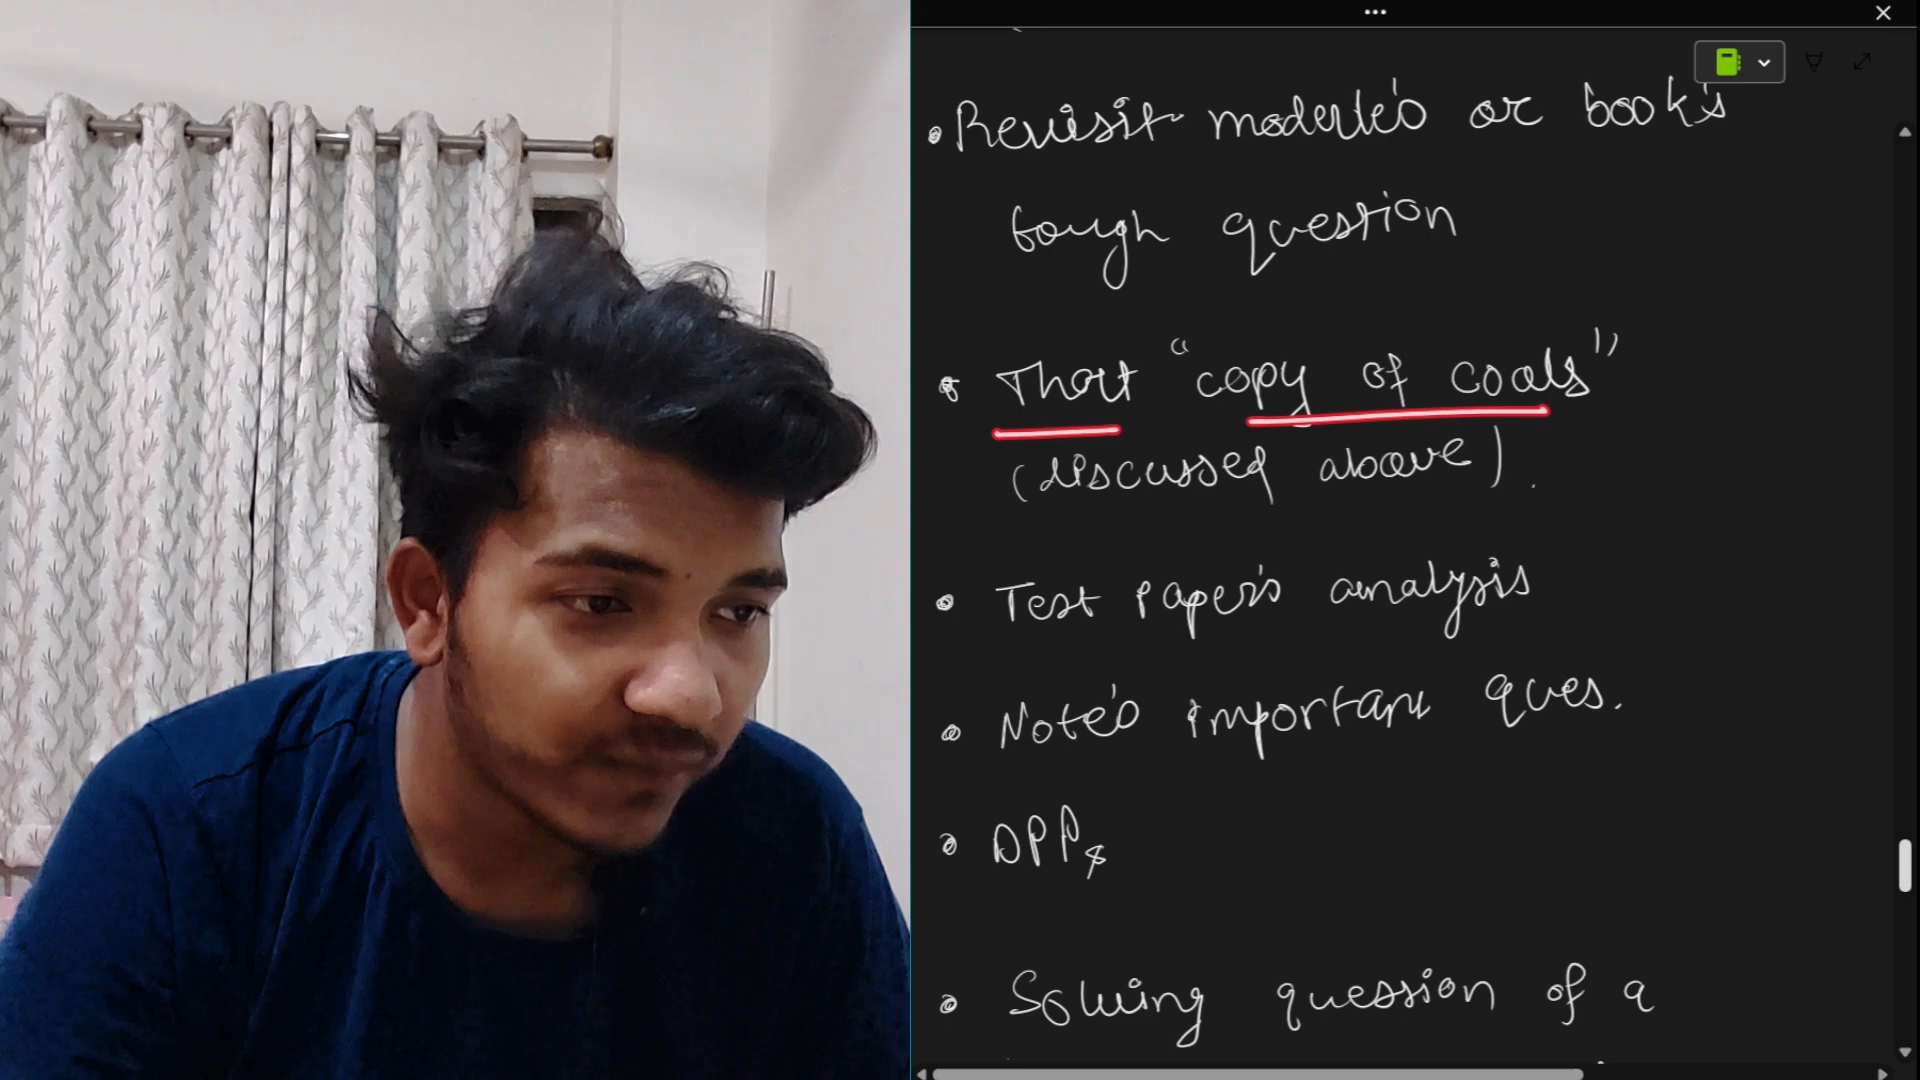 Revisit module's or book's
tough question
That "copy of coals"
(discussed above).
Test Paper's analysis
Note's important ques.
DPPs
Solving question of a